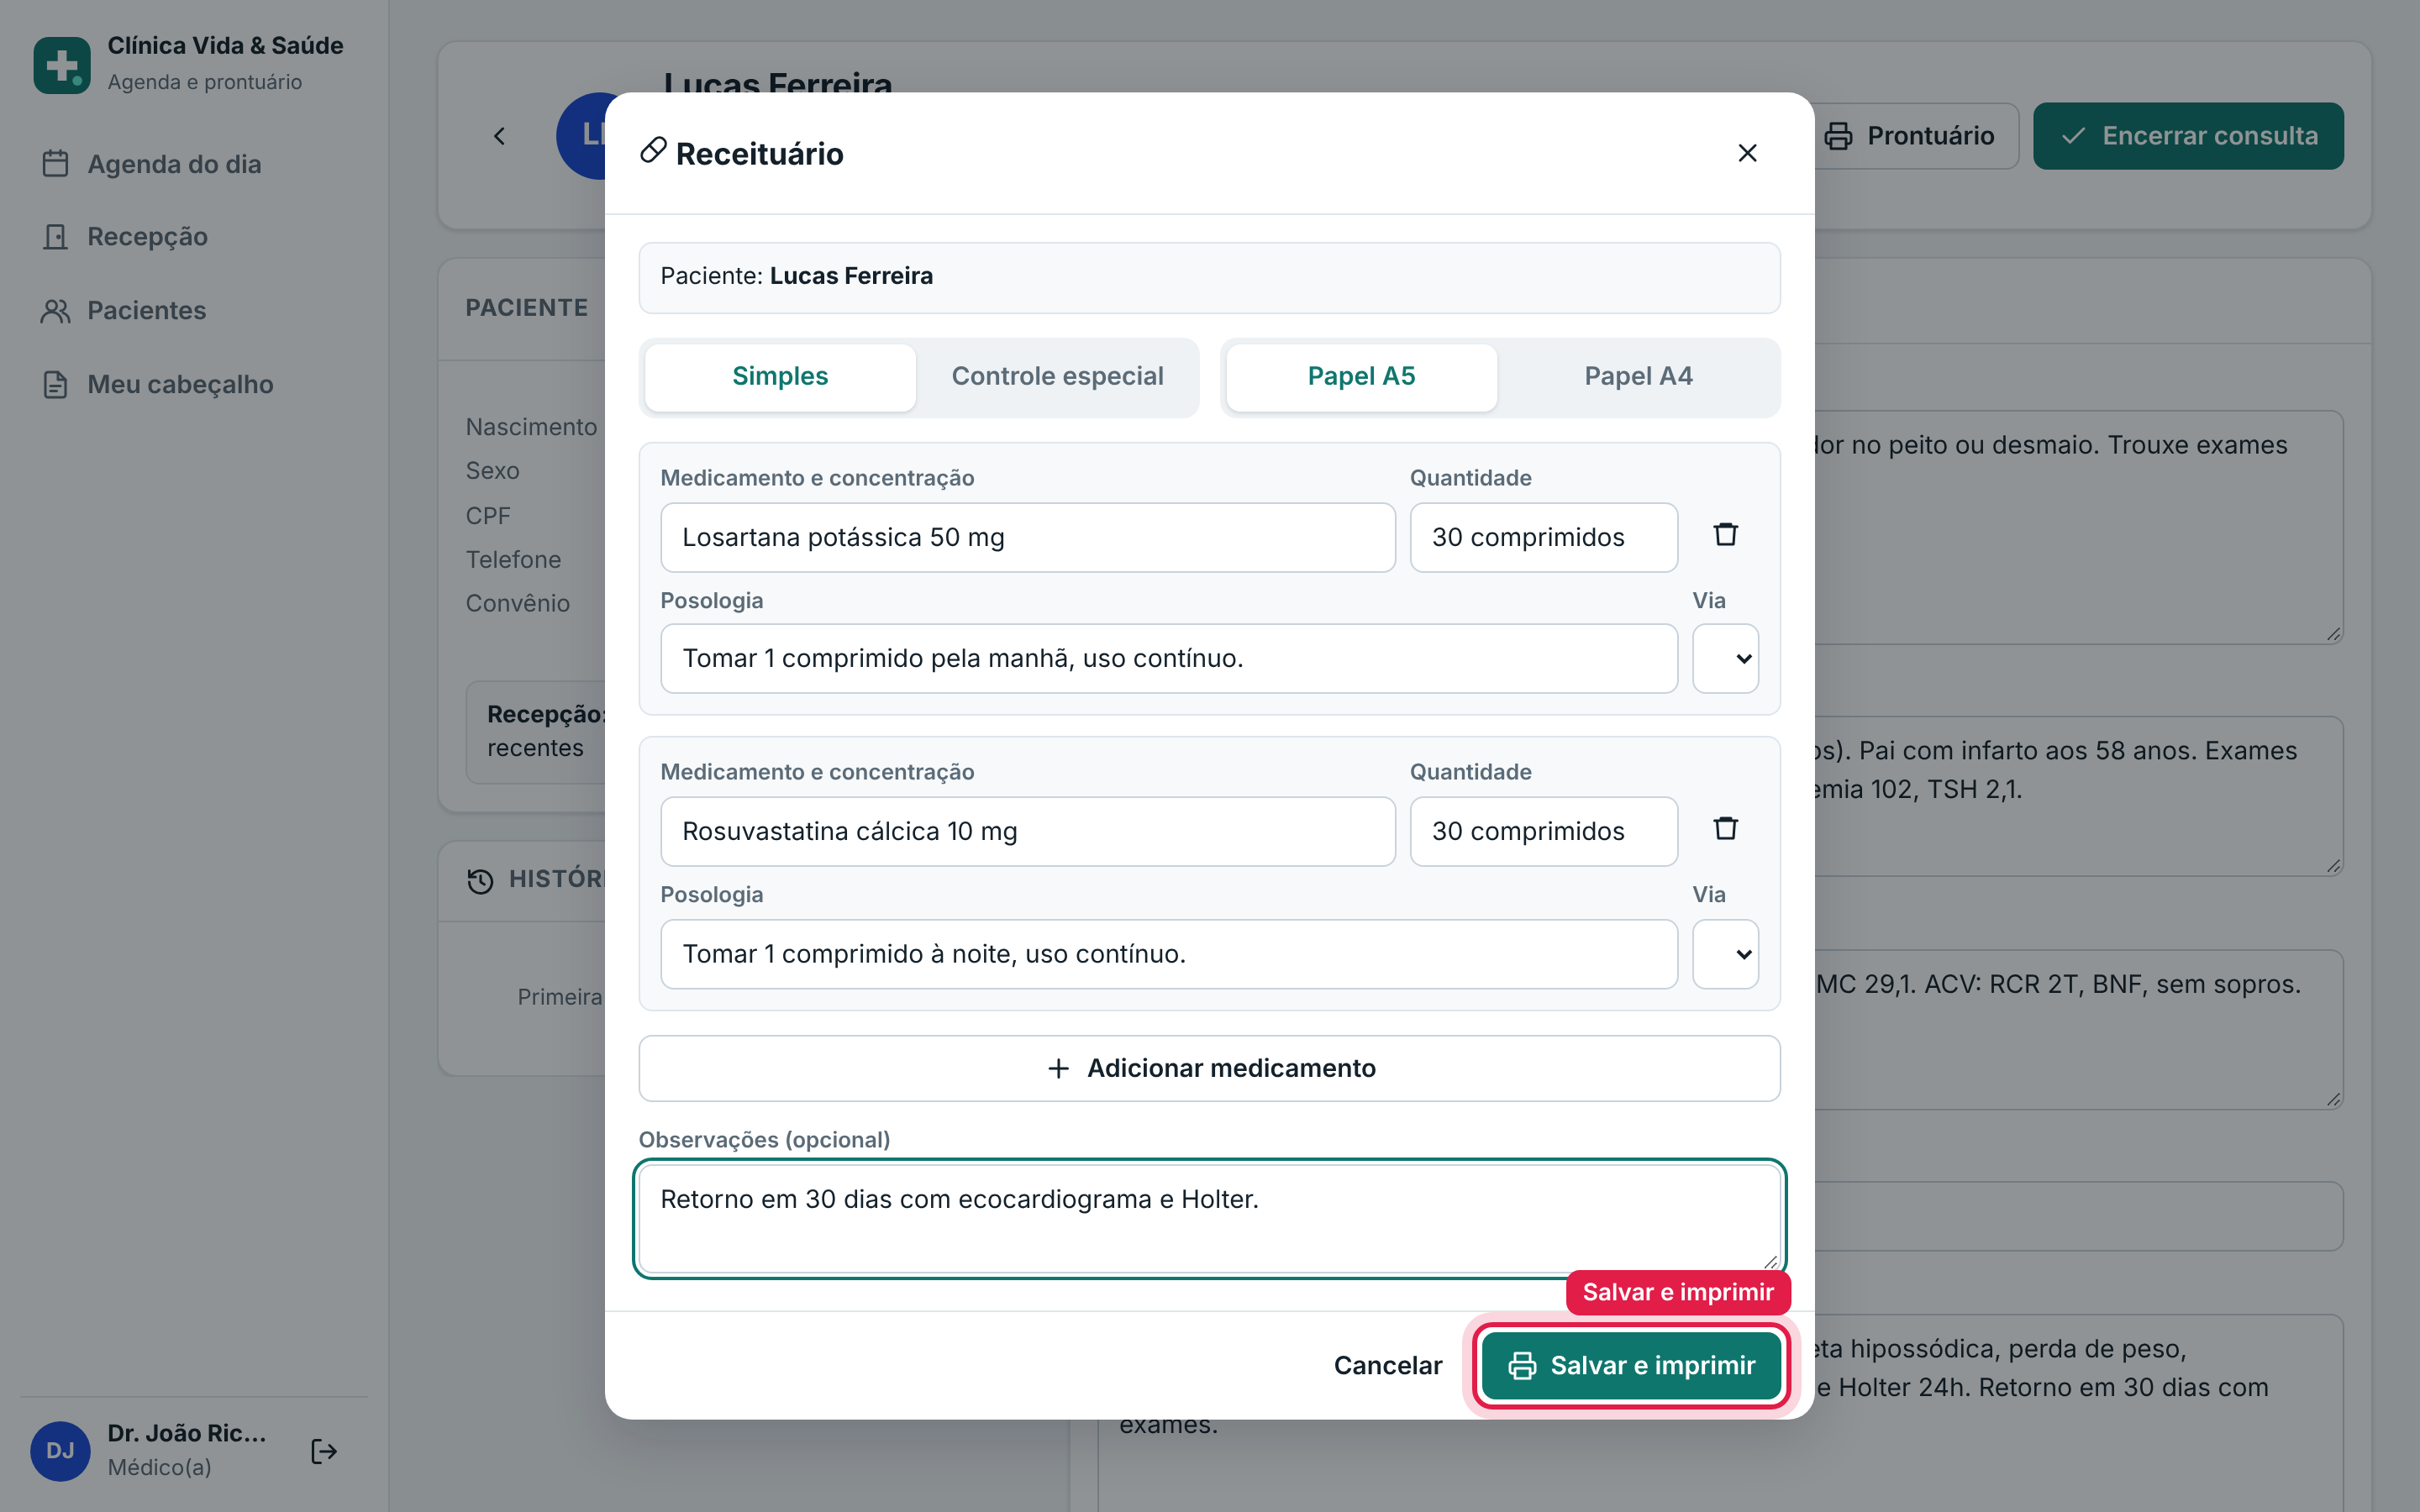 Clínica Vida & Saúde
Agenda e prontuário
Agenda do dia
Recepção
Pacientes
Meu cabeçalho
Dr. João Ric...
Médico(a)
DJ
Lucas Ferreira
Prontuário
Encerrar consulta
PACIENTE
Nascimento
Sexo
CPF
Telefone
Convênio
Recepção:
recentes
Primeira
Receituário
Paciente: Lucas Ferreira
Simples
Controle especial
Papel A5
Papel A4
Medicamento e concentração
Quantidade
Losartana potássica 50 mg
30 comprimidos
Posologia
Via
Tomar 1 comprimido pela manhã, uso contínuo.
Medicamento e concentração
Quantidade
Rosuvastatina cálcica 10 mg
30 comprimidos
Posologia
Via
Tomar 1 comprimido à noite, uso contínuo.
Adicionar medicamento
Observações (opcional)
Retorno em 30 dias com ecocardiograma e Holter.
Salvar e imprimir
Cancelar
Salvar e imprimir
no peito ou desmaio. Trouxe exames
Pai com infarto aos 58 anos. Exames
102, TSH 2,1.
29,1. ACV: RCR 2T, BNF, sem sopros.
hipossódica, perda de peso,
e Holter 24h. Retorno em 30 dias com
exames.